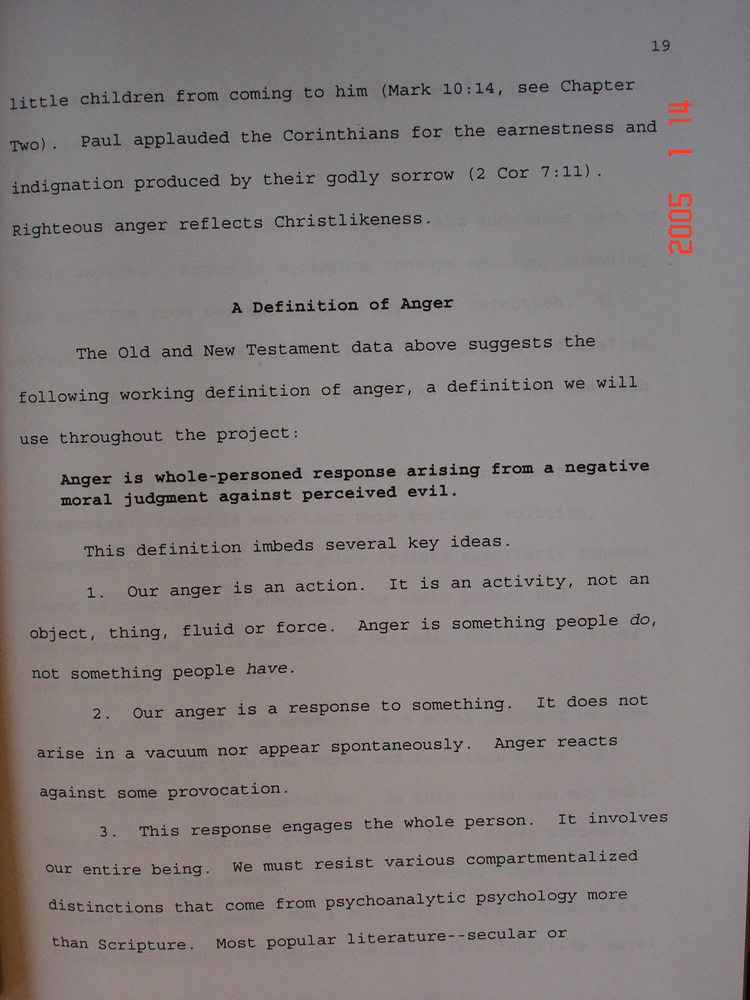 19
little children from coming to him (Mark 10:14, see Chapter
Two).  Paul applauded the Corinthians for the earnestness and
indignation produced by their godly sorrow (2 Cor 7:11).
Righteous anger reflects Christlikeness.
A Definition of Anger
The Old and New Testament data above suggests the
following working definition of anger, a definition we will
use throughout the project:
Anger is whole-personed response arising from a negative
moral judgment against perceived evil.
This definition imbeds several key ideas.
1.  Our anger is an action.  It is an activity, not an
object, thing, fluid or force.  Anger is something people do,
not something people have.
2.  Our anger is a response to something.  It does not
arise in a vacuum nor appear spontaneously.  Anger reacts
against some provocation.
3.  This response engages the whole person.  It involves
our entire being.  We must resist various compartmentalized
distinctions that come from psychoanalytic psychology more
than Scripture.  Most popular literature--secular or
2005 1 14